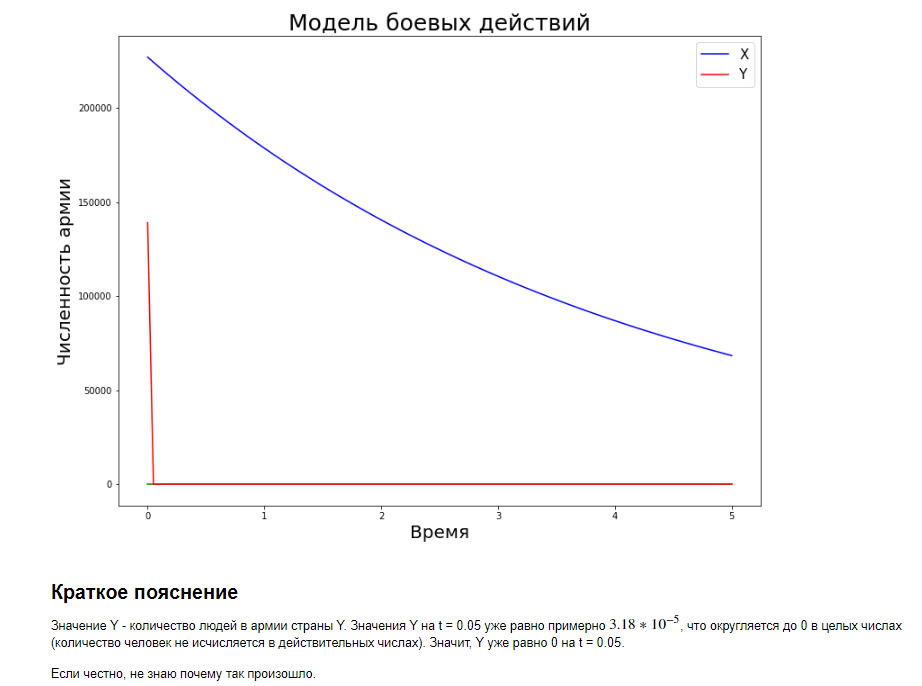 Модель боевых действий
X
Y
Численность армии
200000
150000
100000
50000
0
0 1 2 3 4 5
Время
Краткое пояснение
Значение Y - количество людей в армии страны Y. Значения Y на t = 0.05 уже равно примерно 3.18 ∗ 10⁻⁵, что округляется до 0 в целых числах
(количество человек не исчисляется в действительных числах). Значит, Y уже равно 0 на t = 0.05.
Если честно, не знаю почему так произошло.